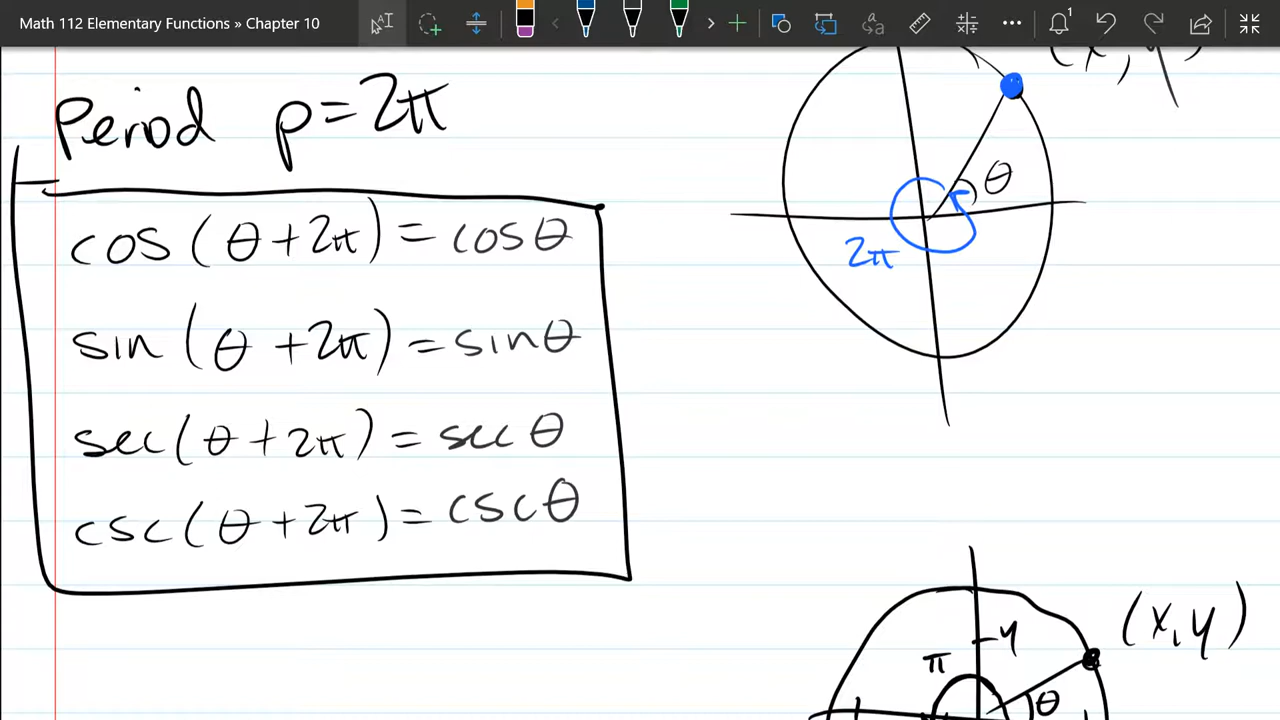 Math 112 Elementary Functions » Chapter 10
(x, y)
Period p=2π
θ
cos(θ+2π)=cosθ
2π
sin(θ+2π)=sinθ
sec(θ+2π)=secθ
csc(θ+2π)=cscθ
(x,y)
y
π
θ